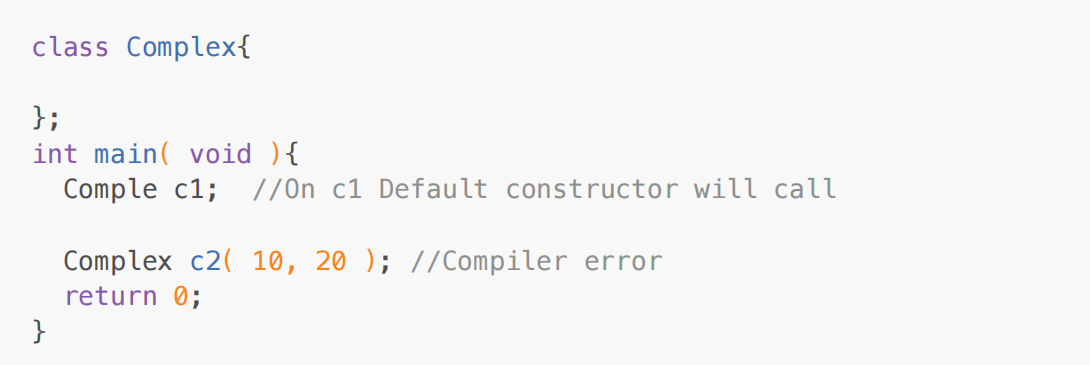 class Complex{
};
int main( void ){
Comple c1; //On c1 Default constructor will call
Complex c2( 10, 20 ); //Compiler error
return 0;
}